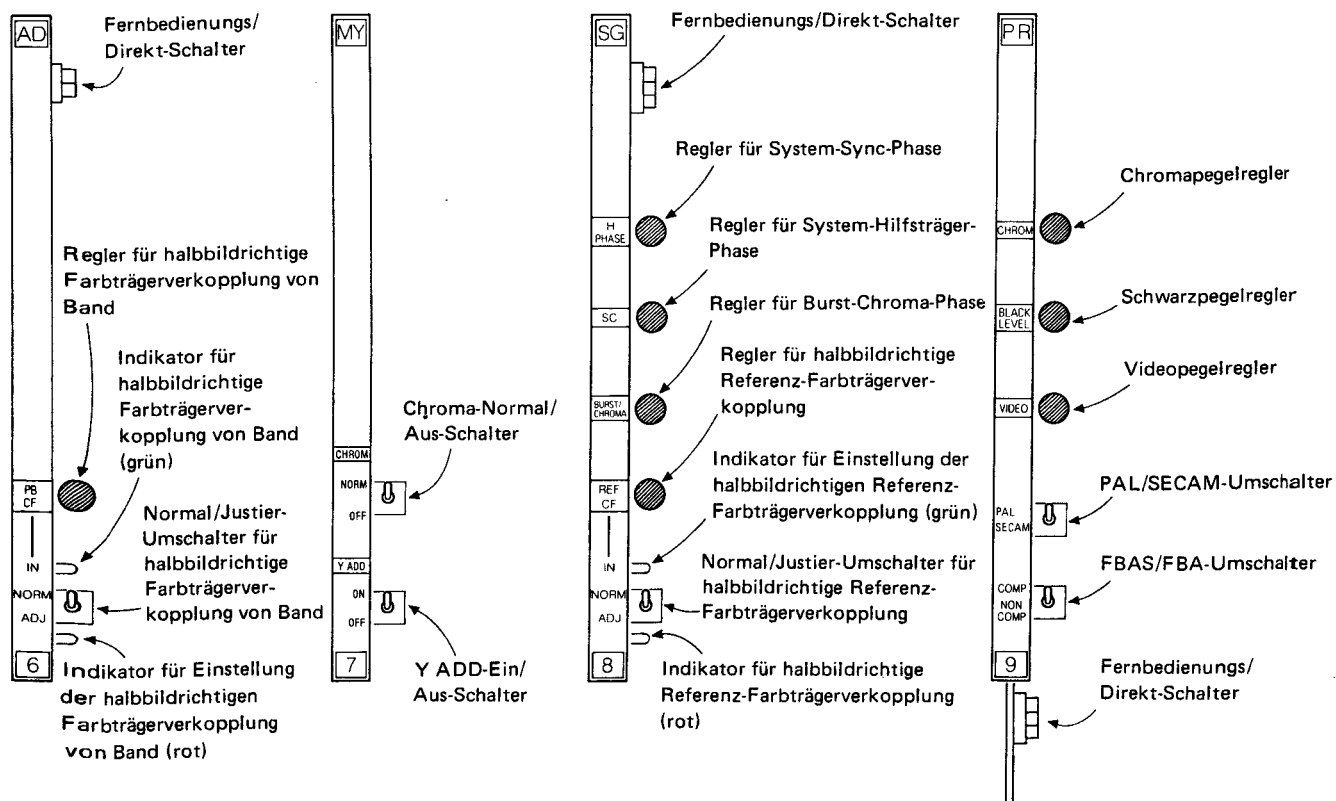 AD
Fernbedienungs/
Direkt-Schalter
Regler für halbbildrichtige
Farbträgerverkopplung von
Band
Indikator für
halbbildrichtige
Farbträgerver-
kopplung von Band
(grün)
PB
CF
IN
NORM
ADJ
6
Normal/Justier-
Umschalter für
halbbildrichtige
Farbträgerver-
kopplung von Band
Indikator für Einstellung
der halbbildrichtigen
Farbträgerverkopplung
von Band (rot)
MY
Chroma-Normal/
Aus-Schalter
CHROM
NORM
OFF
Y ADD
ON
OFF
7
Y ADD-Ein/
Aus-Schalter
SG
Fernbedienungs/Direkt-Schalter
Regler für System-Sync-Phase
H
PHASE
Regler für System-Hilfsträger-
Phase
SC
Regler für Burst-Chroma-Phase
BURST/
CHROMA
Regler für halbbildrichtige
Referenz-Farbträgerver-
kopplung
REF
CF
Indikator für Einstellung der
halbbildrichtigen Referenz-
Farbträgerverkopplung (grün)
IN
NORM
ADJ
8
Normal/Justier-Umschalter für
halbbildrichtige Referenz-
Farbträgerverkopplung
Indikator für halbbildrichtige
Referenz-Farbträgerverkopplung
(rot)
PR
Chromapegelregler
CHROM
Schwarzpegelregler
BLACK
LEVEL
Videopegelregler
VIDEO
PAL/SECAM-Umschalter
PAL
SECAM
FBAS/FBA-Umschalter
COMP
NON
COMP
9
Fernbedienungs/
Direkt-Schalter